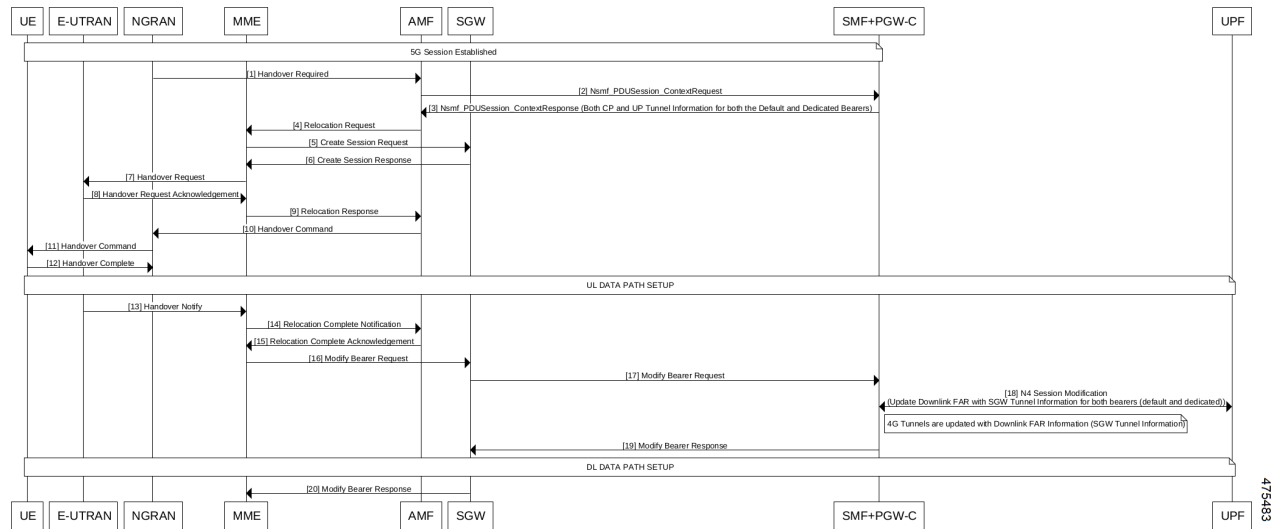 UE E-UTRAN NGRAN MME AMF SGW SMF+PGW-C UPF
5G Session Established
[1] Handover Required
[2] Nsmf_PDUSession_ContextRequest
[3] Nsmf_PDUSession_ContextResponse (Both CP and UP Tunnel Information for both the Default and Dedicated Bearers)
[4] Relocation Request
[5] Create Session Request
[6] Create Session Response
[7] Handover Request
[8] Handover Request Acknowledgement
[9] Relocation Response
[10] Handover Command
[11] Handover Command
[12] Handover Complete
UL DATA PATH SETUP
[13] Handover Notify
[14] Relocation Complete Notification
[15] Relocation Complete Acknowledgement
[16] Modify Bearer Request
[17] Modify Bearer Request
[18] N4 Session Modification
(Update Downlink FAR with SGW Tunnel Information for both bearers (default and dedicated))
4G Tunnels are updated with Downlink FAR Information (SGW Tunnel Information)
[19] Modify Bearer Response
DL DATA PATH SETUP
[20] Modify Bearer Response
UE E-UTRAN NGRAN MME AMF SGW SMF+PGW-C UPF
475483